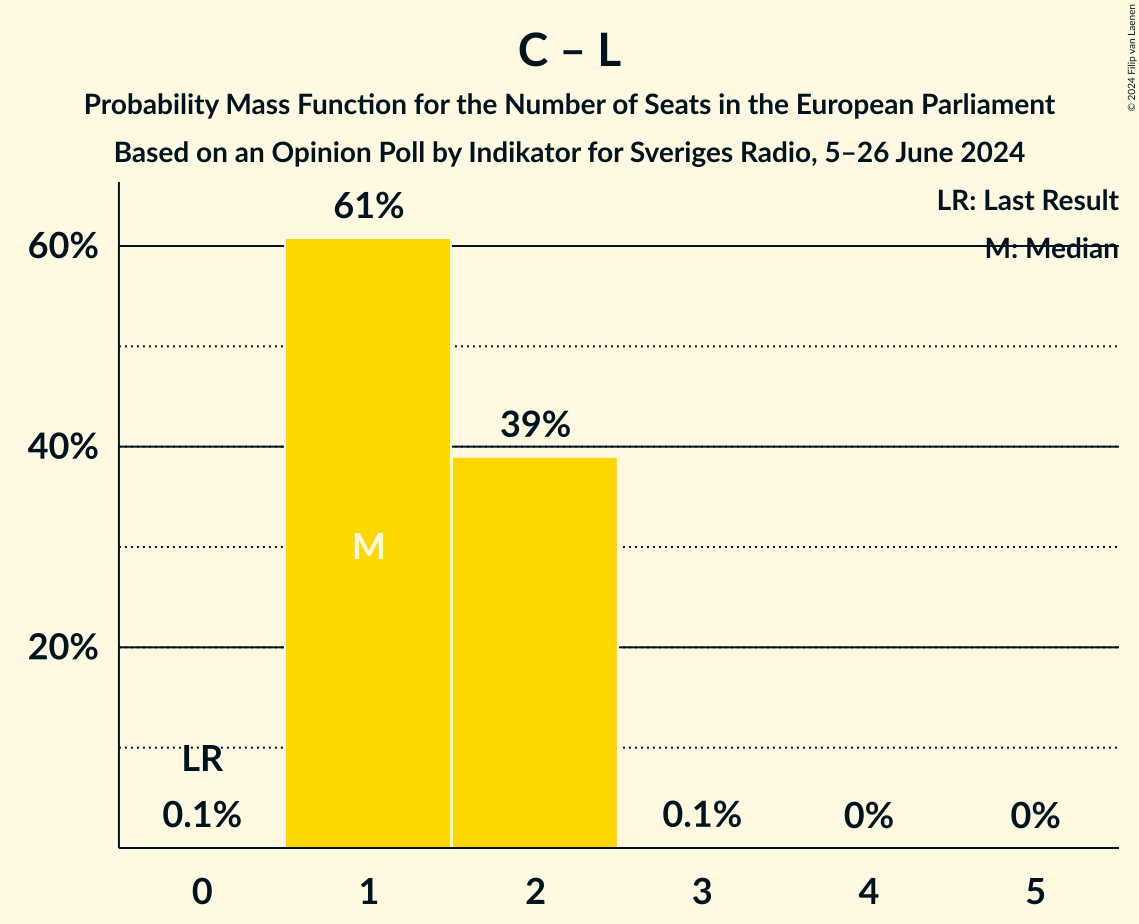 C – L
Probability Mass Function for the Number of Seats in the European Parliament
Based on an Opinion Poll by Indikator for Sveriges Radio, 5–26 June 2024
© 2024 Filip van Laenen
LR: Last Result
M: Median
60%
40%
20%
61%
39%
M
LR
0.1%
0.1%
0%
0%
0 1 2 3 4 5